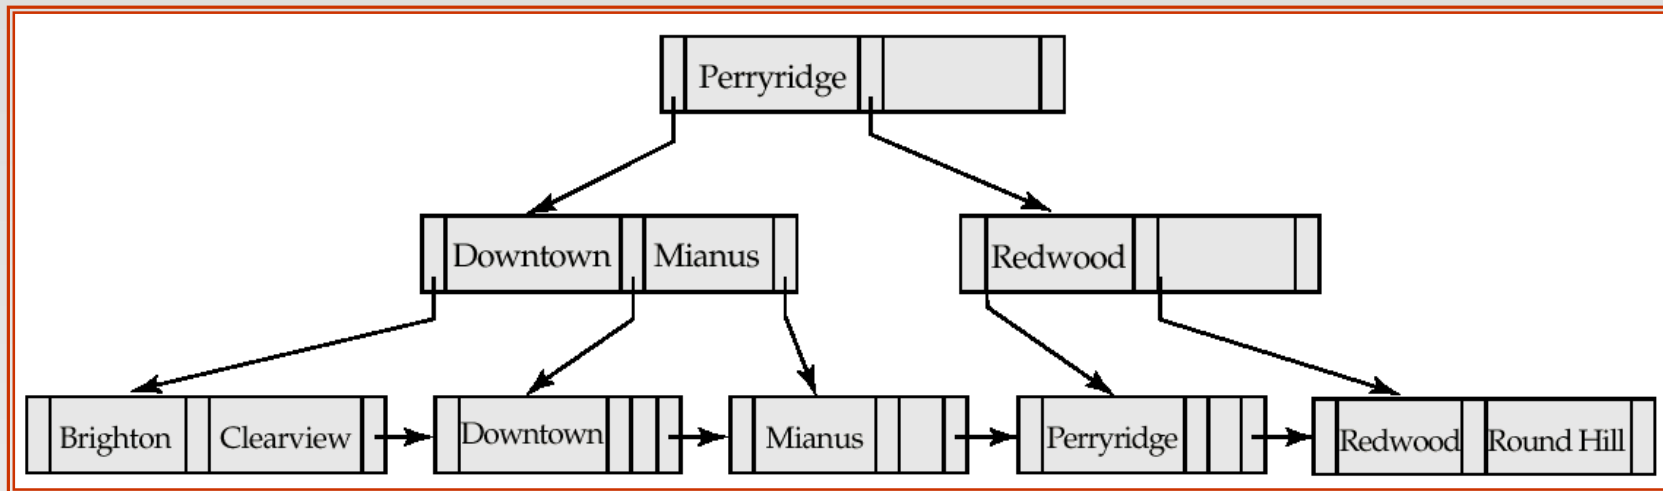 Perryridge
Downtown Mianus Redwood
Brighton Clearview Downtown Mianus Perryridge Redwood Round Hill